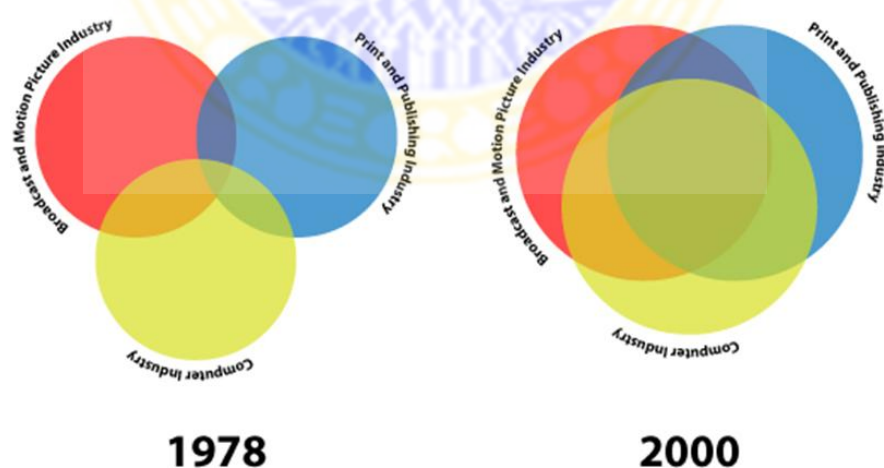 Broadcast and Motion Picture Industry
Print and Publishing Industry
Computer Industry
1978
Broadcast and Motion Picture Industry
Print and Publishing Industry
Computer Industry
2000